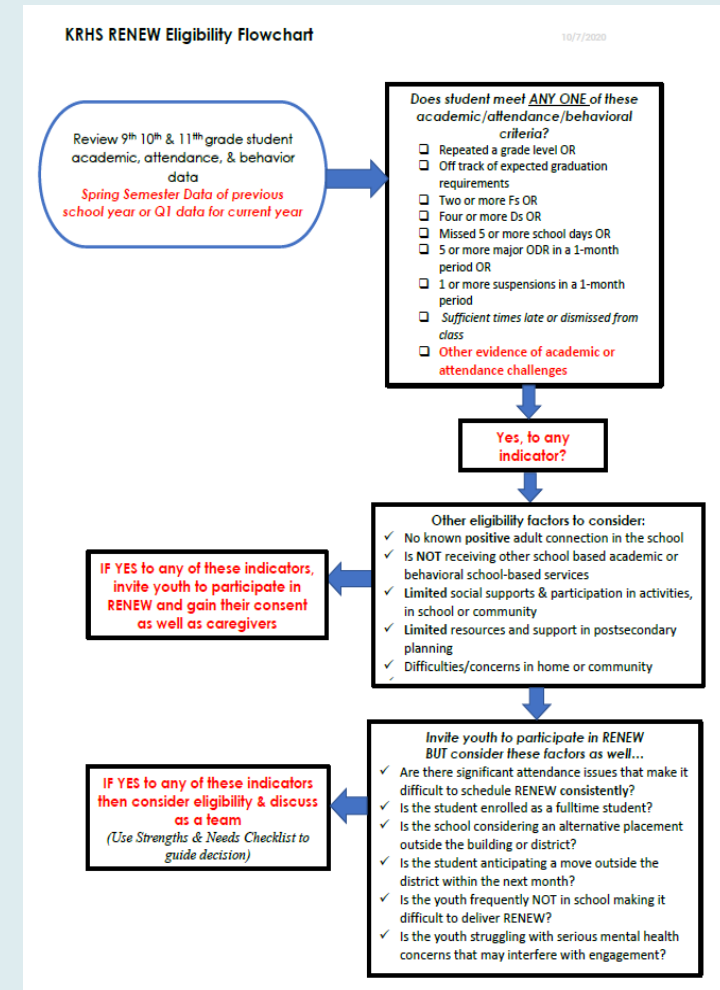 KRHS RENEW Eligibility Flowchart
10/7/2020
Review 9th 10th & 11th grade student
academic, attendance, & behavior
data
Spring Semester Data of previous
school year or Q1 data for current year
Does student meet ANY ONE of these
academic/attendance/behavioral
criteria?
❑ Repeated a grade level OR
❑ Off track of expected graduation
requirements
❑ Two or more Fs OR
❑ Four or more Ds OR
❑ Missed 5 or more school days OR
❑ 5 or more major ODR in a 1-month
period OR
❑ 1 or more suspensions in a 1-month
period
❑ Sufficient times late or dismissed from
class
❑ Other evidence of academic or
attendance challenges
Yes, to any
indicator?
Other eligibility factors to consider:
✓ No known positive adult connection in the school
✓ Is NOT receiving other school based academic or
behavioral school-based services
✓ Limited social supports & participation in activities,
in school or community
✓ Limited resources and support in postsecondary
planning
✓ Difficulties/concerns in home or community
IF YES to any of these indicators,
invite youth to participate in
RENEW and gain their consent
as well as caregivers
Invite youth to participate in RENEW
BUT consider these factors as well...
✓ Are there significant attendance issues that make it
difficult to schedule RENEW consistently?
✓ Is the student enrolled as a fulltime student?
✓ Is the school considering an alternative placement
outside the building or district?
✓ Is the student anticipating a move outside the
district within the next month?
✓ Is the youth frequently NOT in school making it
difficult to deliver RENEW?
✓ Is the youth struggling with serious mental health
concerns that may interfere with engagement?
IF YES to any of these indicators
then consider eligibility & discuss
as a team
(Use Strengths & Needs Checklist to
guide decision)